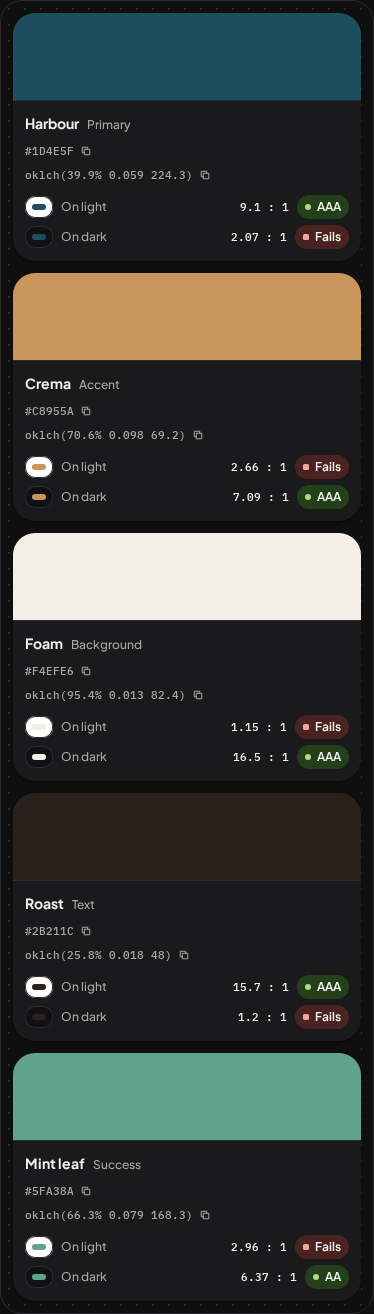 Harbour Primary
#1D4E5F
oklch(39.9% 0.059 224.3)
On light 9.1 : 1 AAA
On dark 2.07 : 1 Fails
Crema Accent
#C8955A
oklch(70.6% 0.098 69.2)
On light 2.66 : 1 Fails
On dark 7.09 : 1 AAA
Foam Background
#F4EFE6
oklch(95.4% 0.013 82.4)
On light 1.15 : 1 Fails
On dark 16.5 : 1 AAA
Roast Text
#2B211C
oklch(25.8% 0.018 48)
On light 15.7 : 1 AAA
On dark 1.2 : 1 Fails
Mint leaf Success
#5FA38A
oklch(66.3% 0.079 168.3)
On light 2.96 : 1 Fails
On dark 6.37 : 1 AA